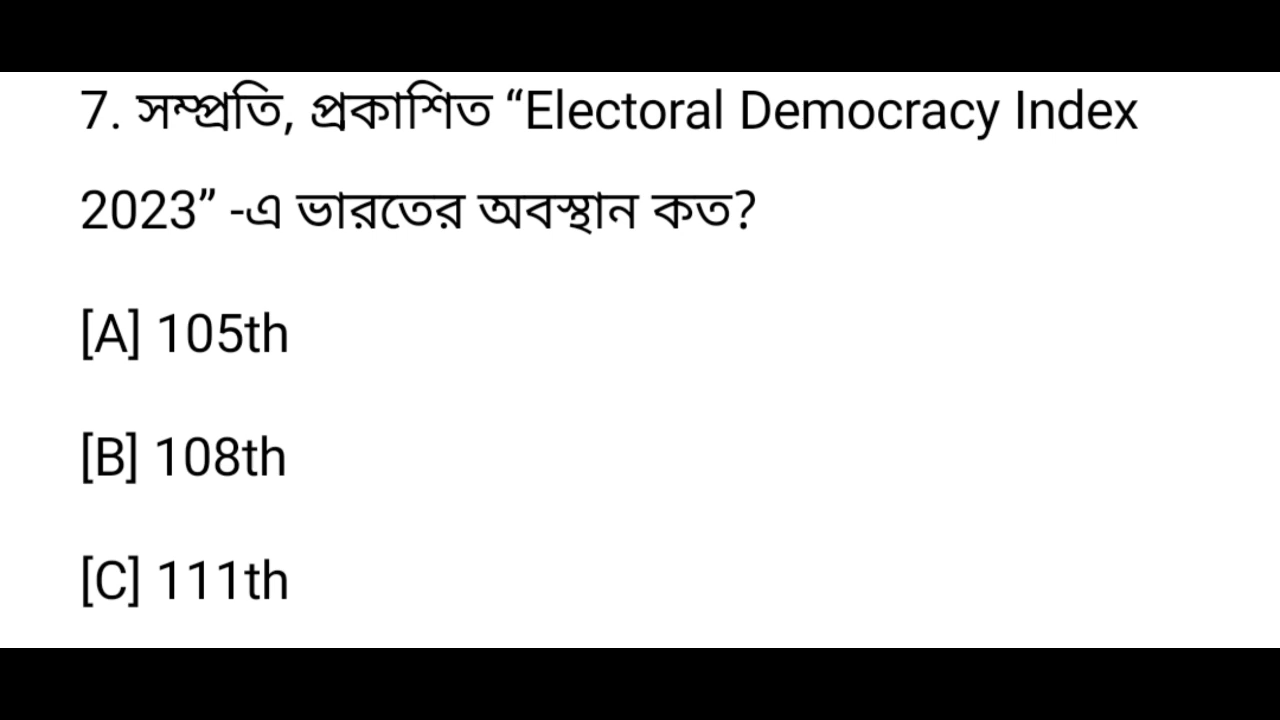 7. সম্প্রতি, প্রকাশিত “Electoral Democracy Index
2023” -এ ভারতের অবস্থান কত?
[A] 105th
[B] 108th
[C] 111th